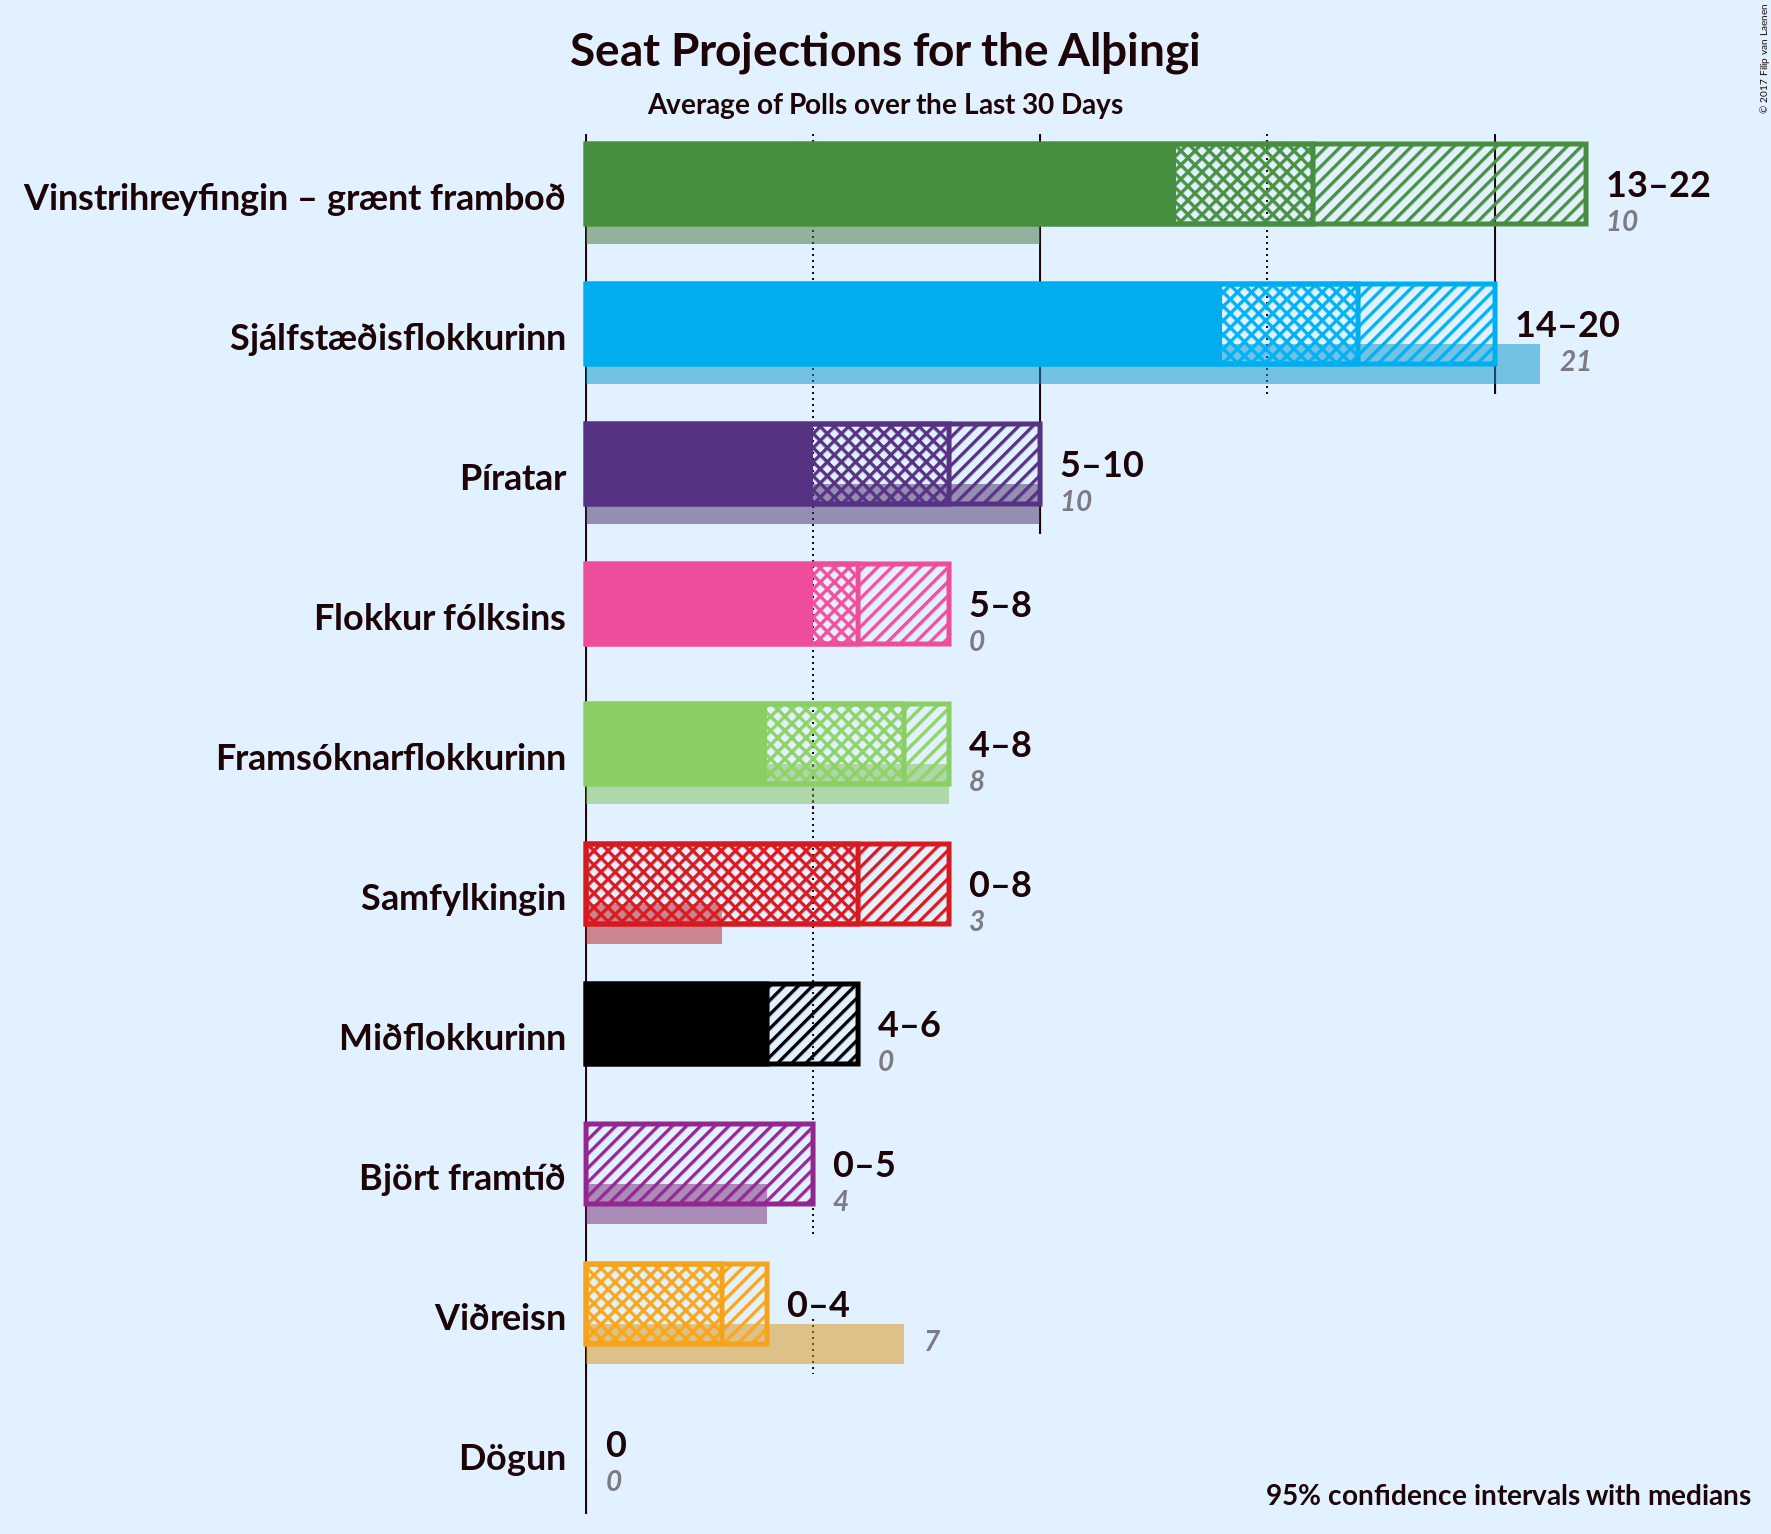 Seat Projections for the Alþingi
Average of Polls over the Last 30 Days
© 2017 Filip van Laenen
Vinstrihreyfingin – grænt framboð
13–22
10
Sjálfstæðisflokkurinn
14–20
21
Píratar
5–10
10
Flokkur fólksins
5–8
0
Framsóknarflokkurinn
4–8
8
Samfylkingin
0–8
3
Miðflokkurinn
4–6
0
Björt framtíð
0–5
4
Viðreisn
0–4
7
Dögun
0
0
95% confidence intervals with medians